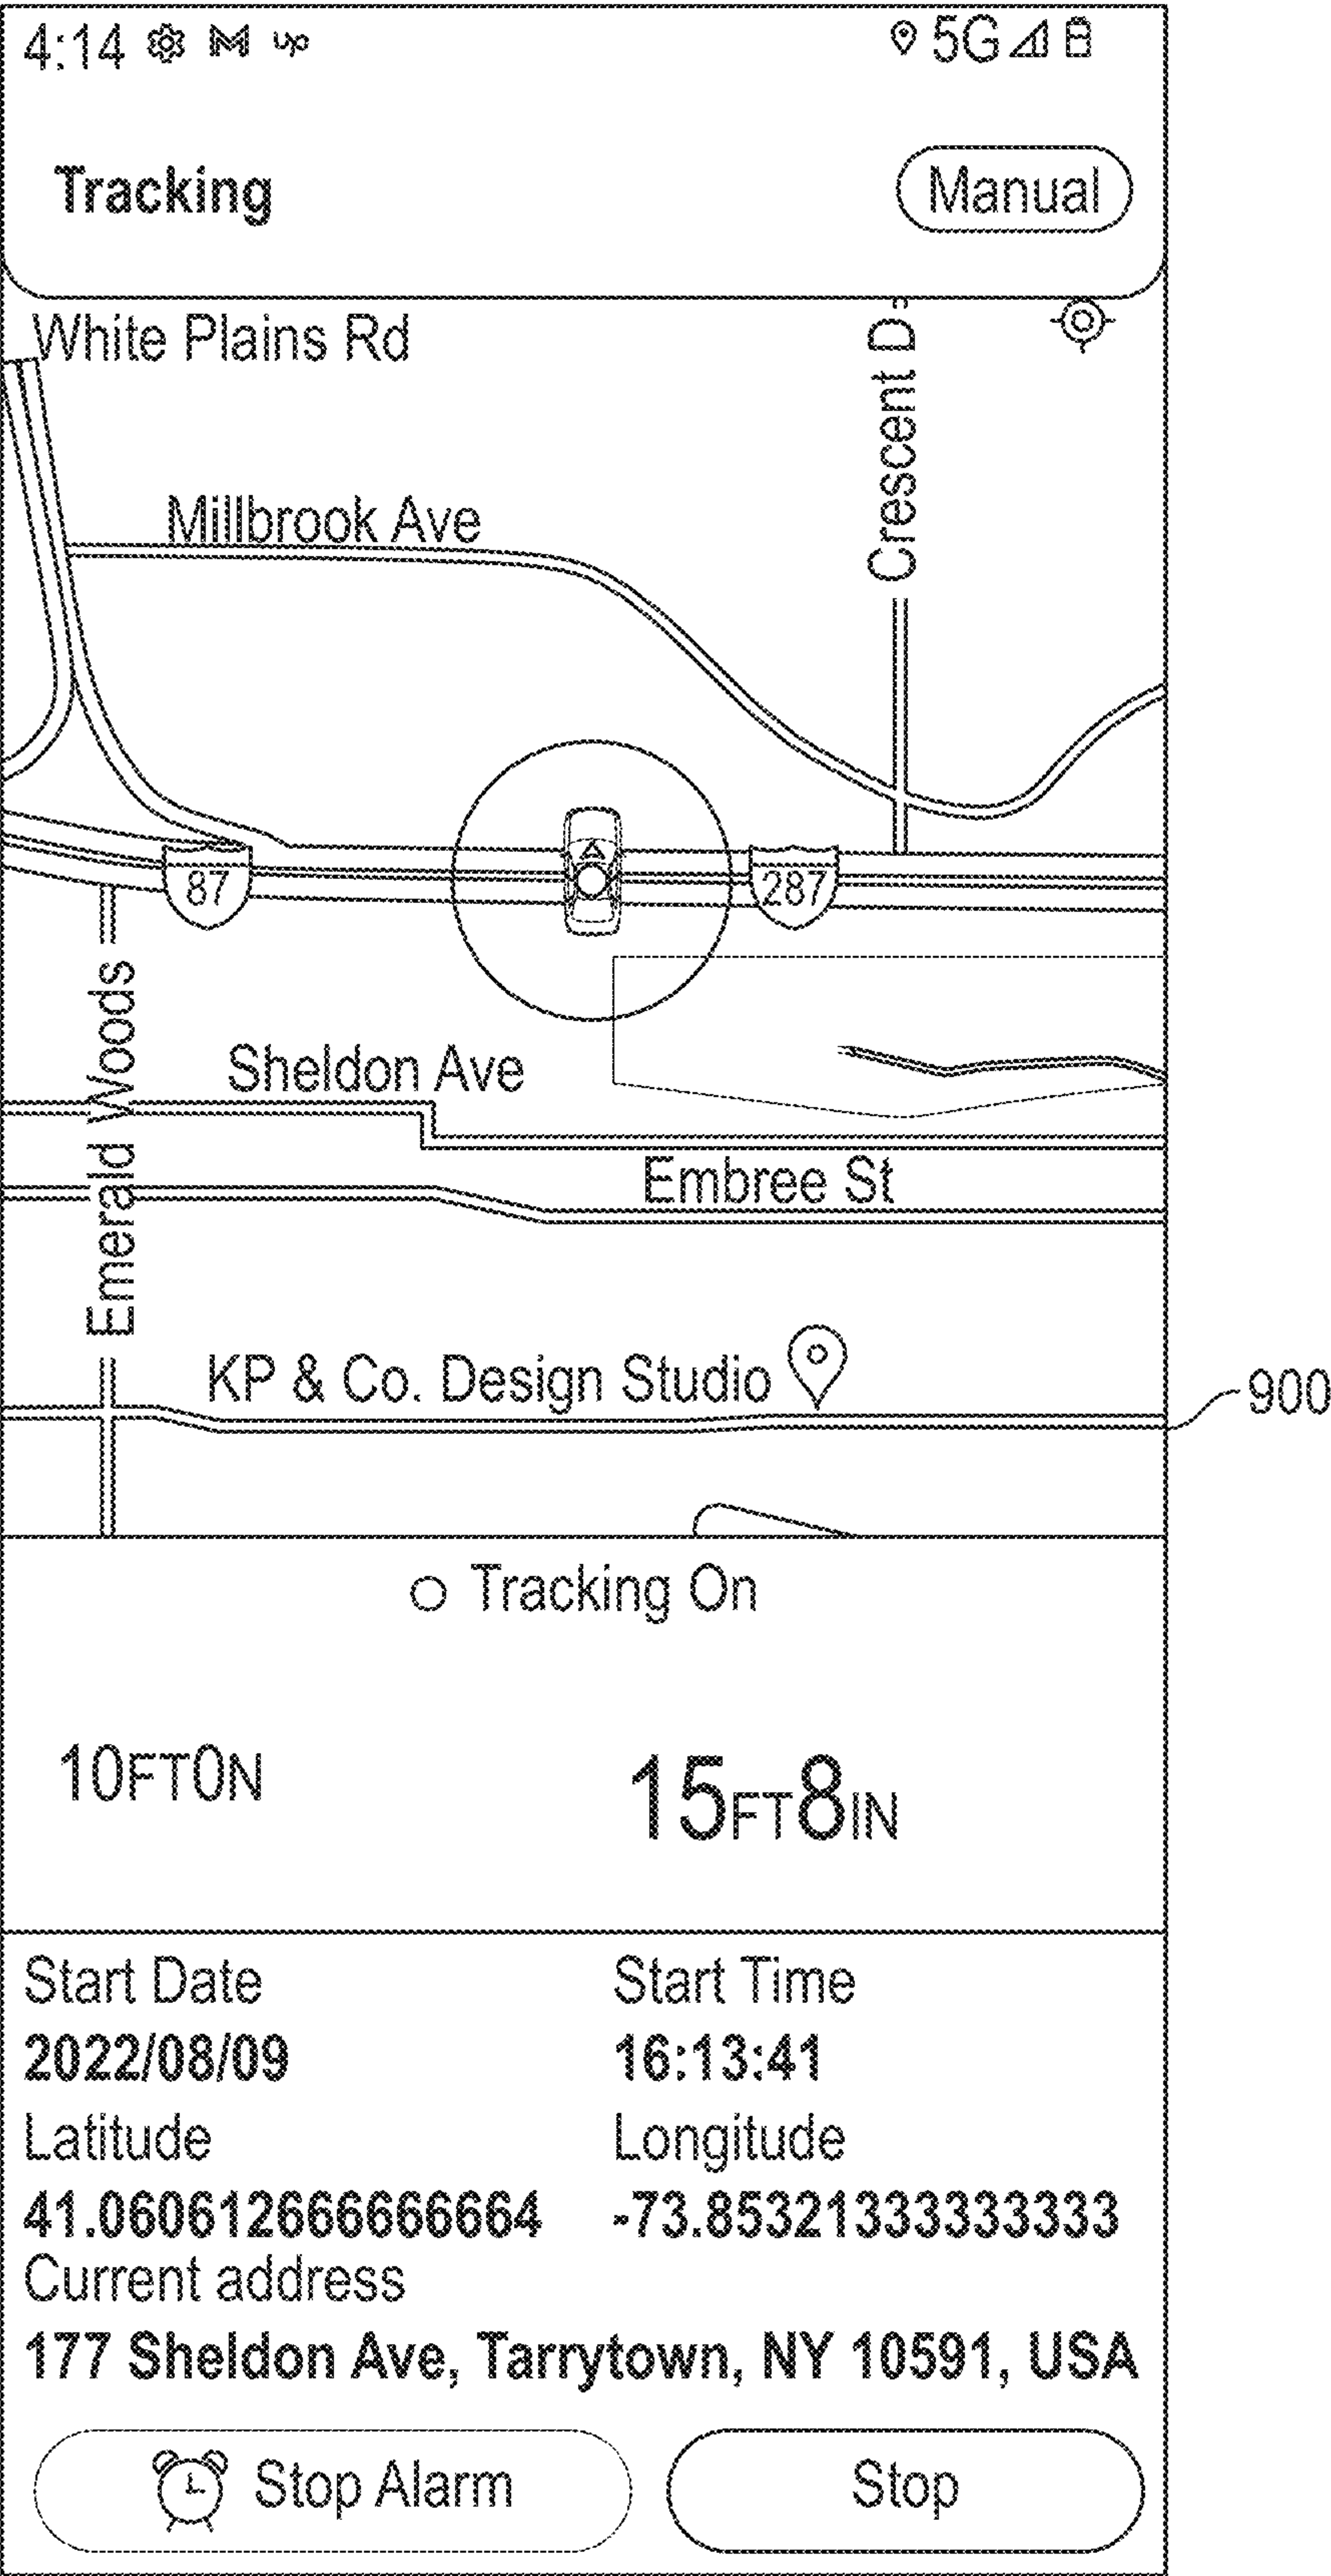 4:14 5G
Tracking
Manual
White Plains Rd
Crescent D
Millbrook Ave
87
287
Emerald Woods
Sheldon Ave
Embree St
KP & Co. Design Studio
900
Tracking On
10FT0N
15FT8IN
Start Date Start Time
2022/08/09 16:13:41
Latitude Longitude
41.060612666666664 -73.85321333333333
Current address
177 Sheldon Ave, Tarrytown, NY 10591, USA
Stop Alarm
Stop